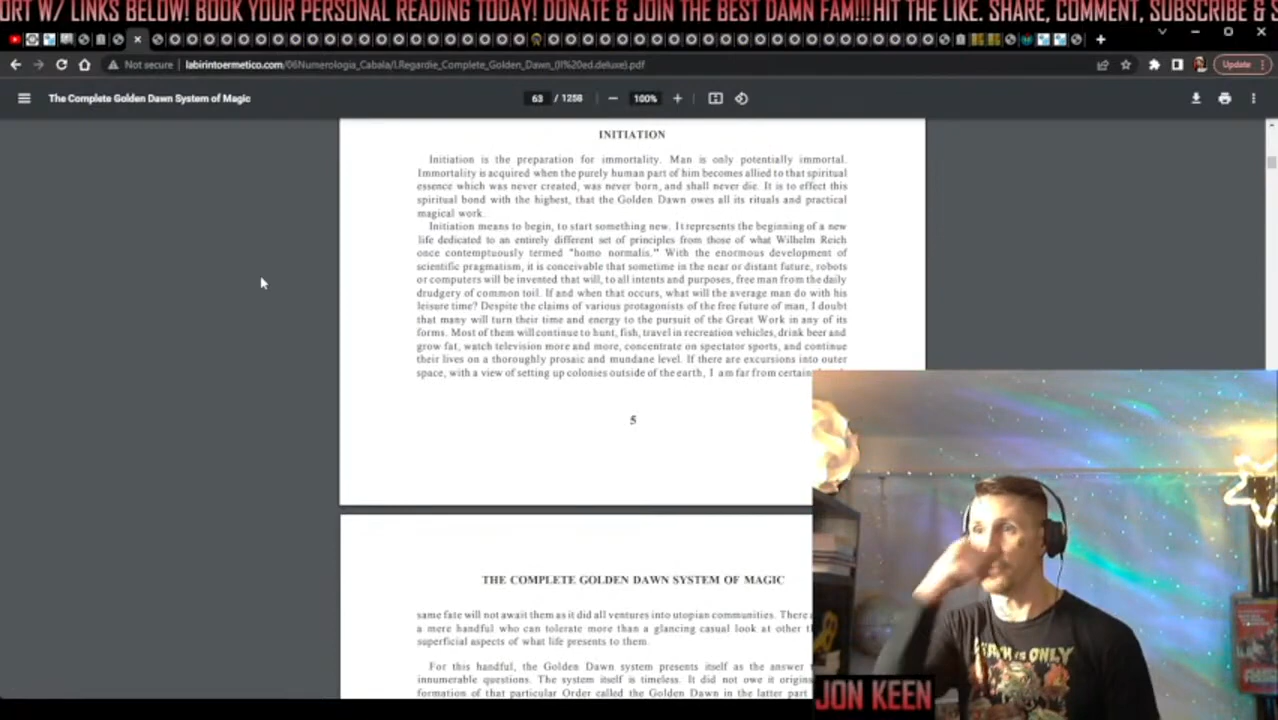 ORT W/ LINKS BELOW! BOOK YOUR PERSONAL READING TODAY! DONATE & JOIN THE BEST DAMN FAM!!! HIT THE LIKE. SHARE, COMMENT, SUBSCRIBE & S
Not secure | labirintoermetico.com/06Numerologia_Cabala/I.Regardie_Complete_Golden_Dawn_(II%20ed.deluxe).pdf
Update
The Complete Golden Dawn System of Magic
63 / 1258
100%
INITIATION
Initiation is the preparation for immortality. Man is only potentially immortal.
Immortality is acquired when the purely human part of him becomes allied to that spiritual
essence which was never created, was never born, and shall never die. It is to effect this
spiritual bond with the highest, that the Golden Dawn owes all its rituals and practical
magical work.
Initiation means to begin, to start something new. It represents the beginning of a new
life dedicated to an entirely different set of principles from those of what Wilhelm Reich
once contemptuously termed "homo normalis." With the enormous development of
scientific pragmatism, it is conceivable that sometime in the near or distant future, robots
or computers will be invented that will, to all intents and purposes, free man from the daily
drudgery of common toil. If and when that occurs, what will the average man do with his
leisure time? Despite the claims of various protagonists of the free future of man, I doubt
that many will turn their time and energy to the pursuit of the Great Work in any of its
forms. Most of them will continue to hunt, fish, travel in recreation vehicles, drink beer and
grow fat, watch television more and more, concentrate on spectator sports, and continue
their lives on a thoroughly prosaic and mundane level. If there are excursions into outer
space, with a view of setting up colonies outside of the earth, I am far from certain
5
THE COMPLETE GOLDEN DAWN SYSTEM OF MAGIC
same fate will not await them as it did all ventures into utopian communities. There
a mere handful who can tolerate more than a glancing casual look at other
superficial aspects of what life presents to them.
For this handful, the Golden Dawn system presents itself as the answer
innumerable questions. The system itself is timeless. It did not owe it
formation of that particular Order called the Golden Dawn in the latter part
IS ONLY
JON KEEN